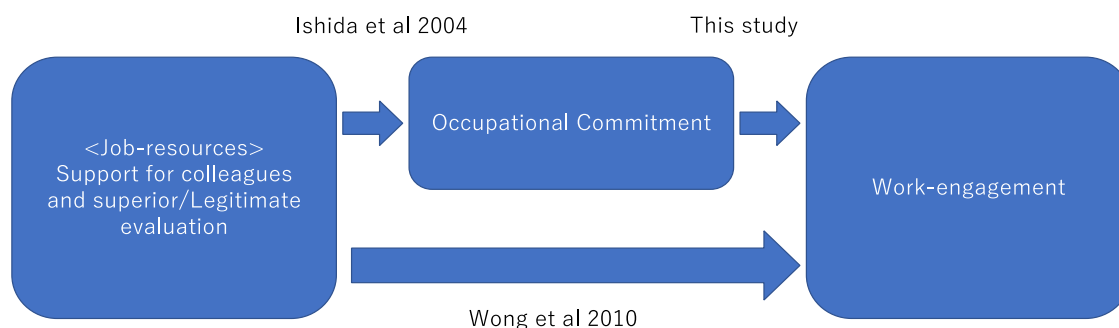 Ishida et al 2004
This study
<Job-resources>
Support for colleagues
and superior/Legitimate
evaluation
Occupational Commitment
Work-engagement
Wong et al 2010